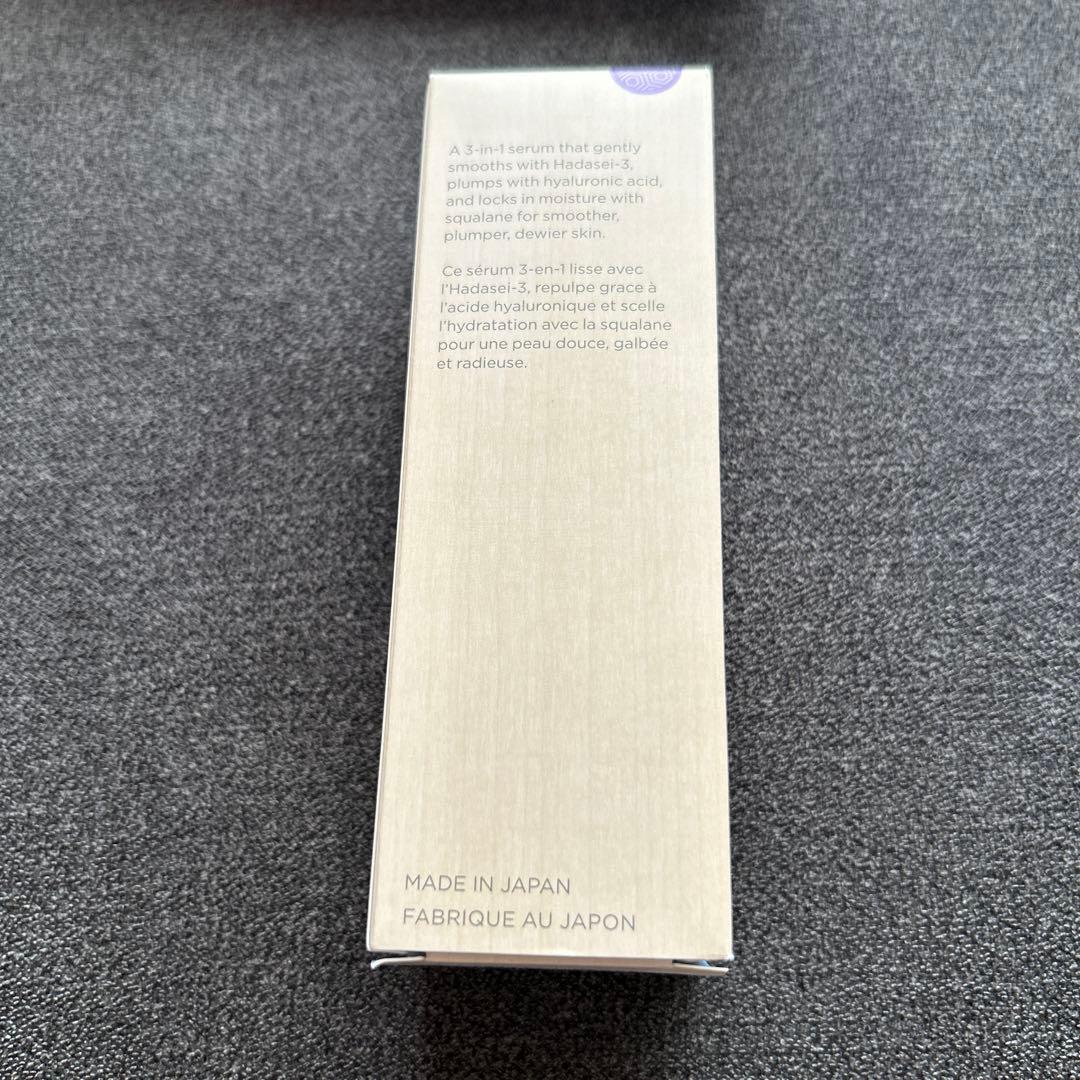 A 3-in-1 serum that gently
smooths with Hadasei-3,
plumps with hyaluronic acid,
and locks in moisture with
squalane for smoother,
plumper, dewier skin.
Ce sérum 3-en-1 lisse avec
l'Hadasei-3, repulpe grace à
l'acide hyaluronique et scelle
l'hydratation avec la squalane
pour une peau douce, galbée
et radieuse.
MADE IN JAPAN
FABRIQUE AU JAPON